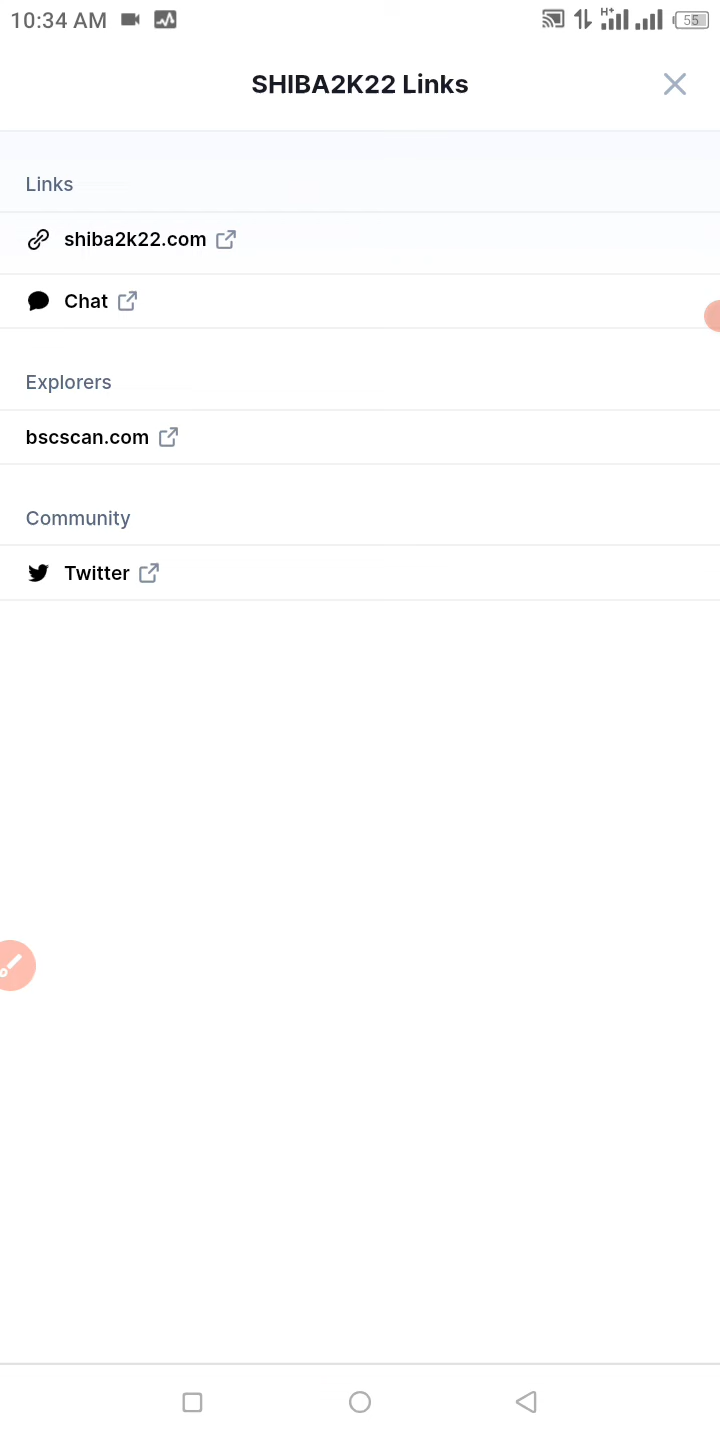 10:34 AM
H+
55
SHIBA2K22 Links
Links
shiba2k22.com
Chat
Explorers
bscscan.com
Community
Twitter